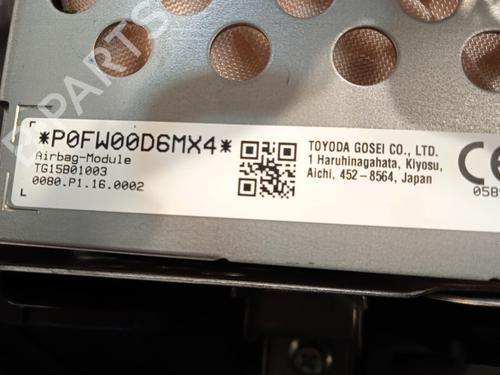 B-PARTS
*P0FW00D6MX4*
Airbag-Module
TG15B01003
0080.P1.16.0002
TOYODA GOSEI CO., LTD.
1 Haruhinagahata, Kiyosu,
Aichi, 452-8564, Japan
CE